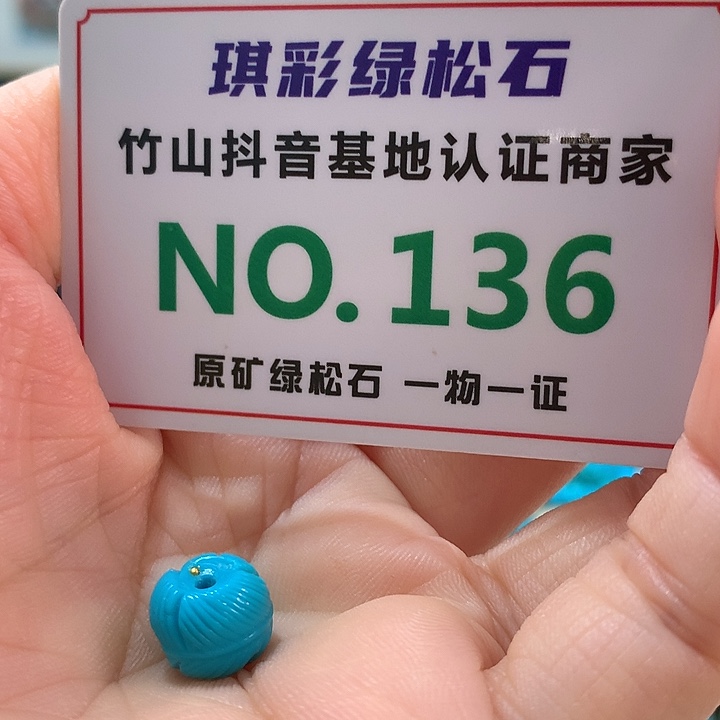 琪彩绿松石
竹山抖音基地认证商家
NO.136
原矿绿松石 一物一证